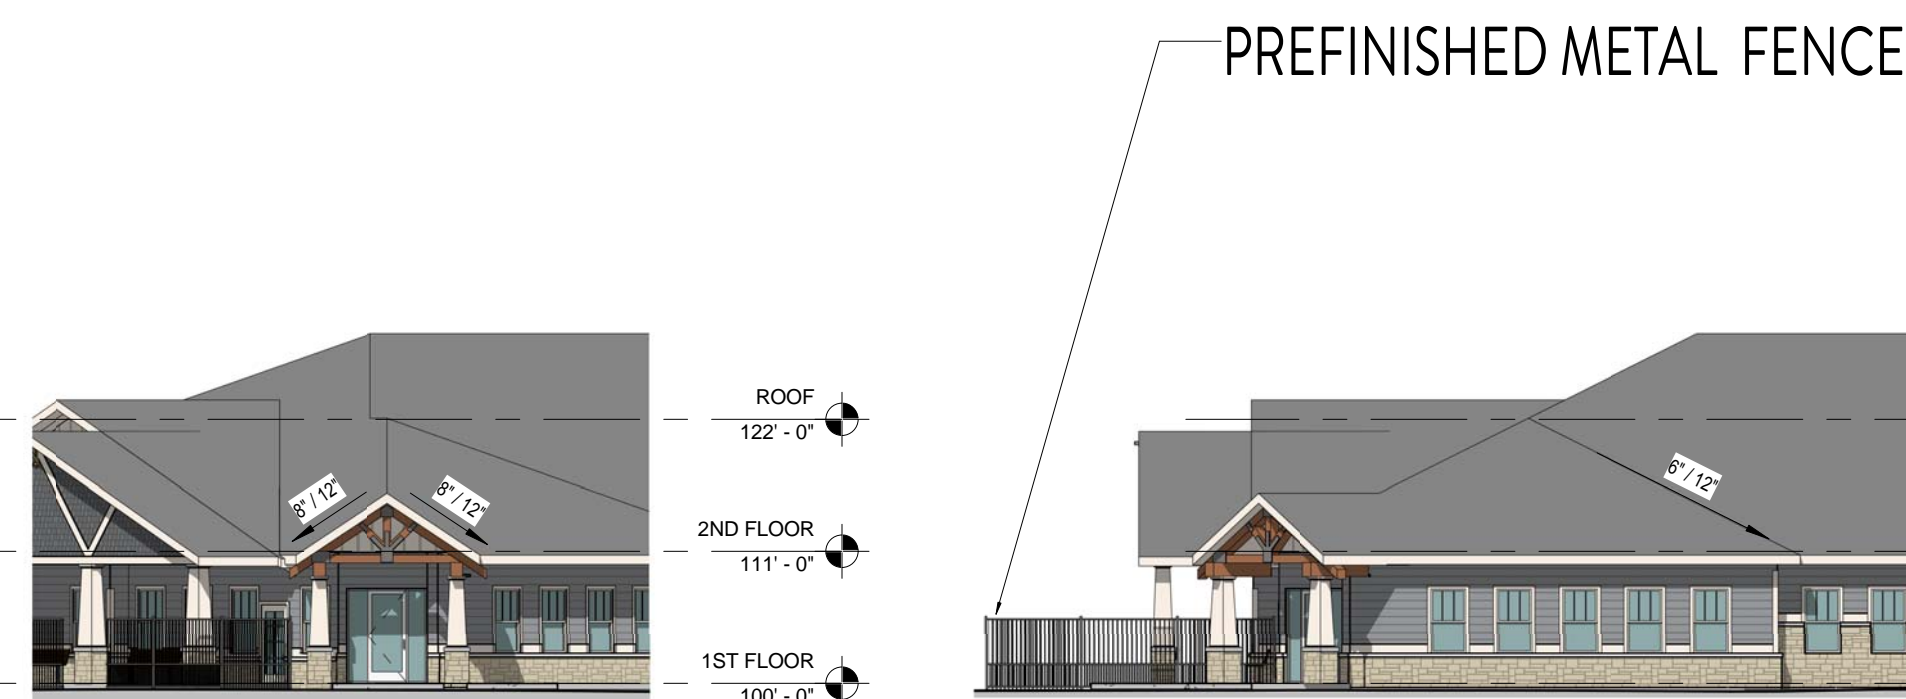 PREFINISHED METAL FENCE
ROOF
122' - 0"
6" / 12"
8" / 12"
8" / 12"
2ND FLOOR
111' - 0"
1ST FLOOR
100' - 0"